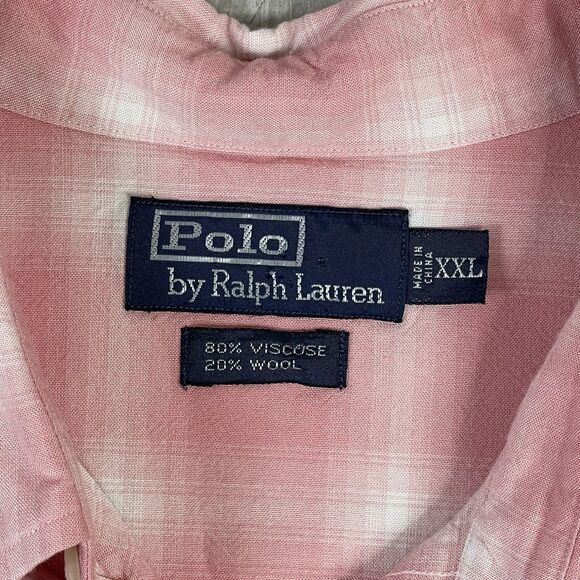 Polo
by Ralph Lauren
MADE IN
CHINA
XXL
80% VISCOSE
20% WOOL